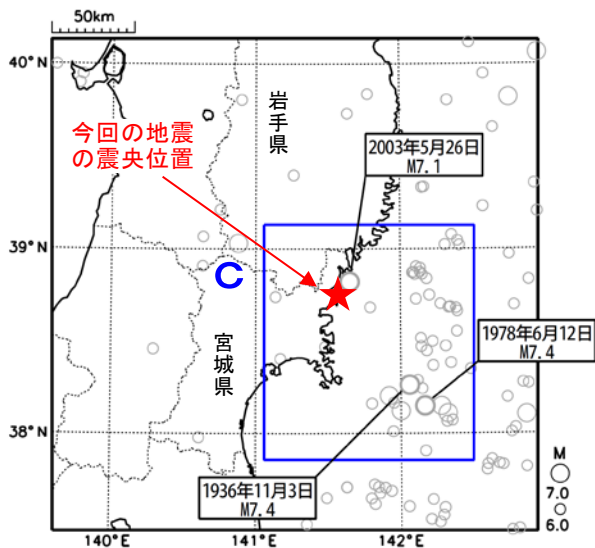 50km
40°N
岩手県
今回の地震
の震央位置
2003年5月26日
M7.1
39°N
C
1978年6月12日
M7.4
宮城県
38°N
M
7.0
6.0
1936年11月3日
M7.4
140°E
141°E
142°E